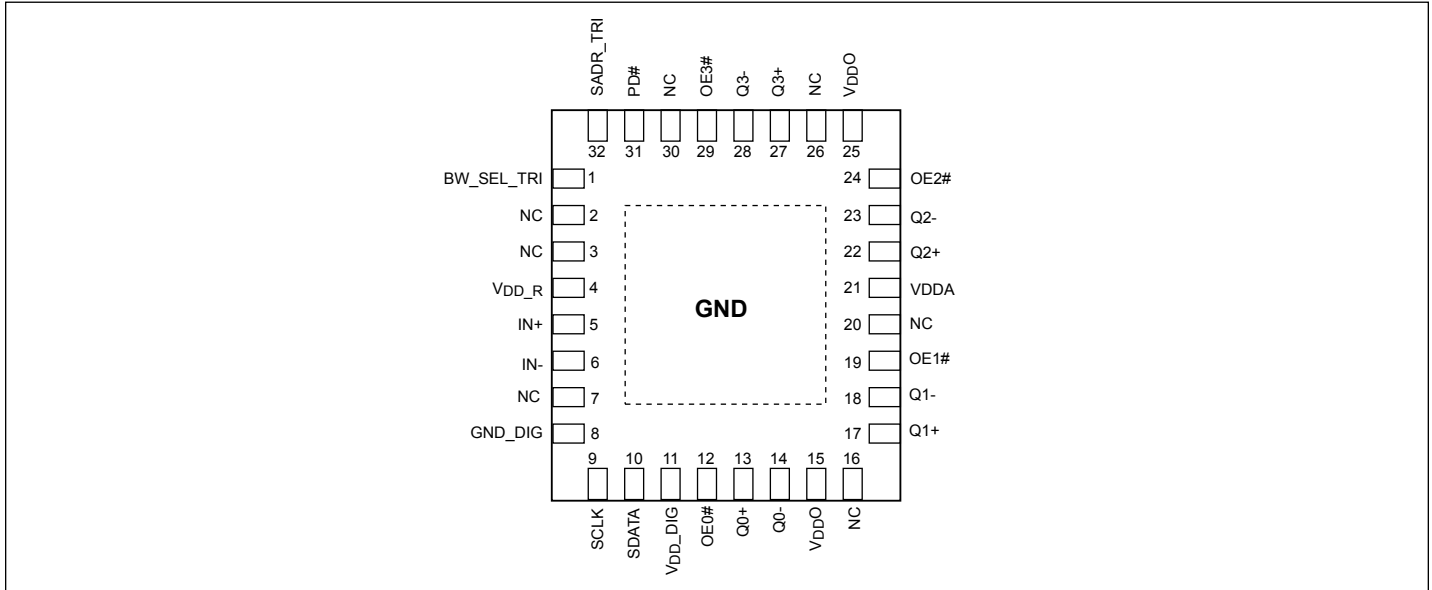 SADR_TRI
PD#
NC
OE3#
Q3-
Q3+
NC
VDDO
32 31 30 29 28 27 26 25
BW_SEL_TRI 1 24 OE2#
NC 2 23 Q2-
NC 3 22 Q2+
VDD_R 4 21 VDDA
GND
IN+ 5 20 NC
IN- 6 19 OE1#
NC 7 18 Q1-
GND_DIG 8 17 Q1+
9 10 11 12 13 14 15 16
SCLK
SDATA
VDD_DIG
OE0#
Q0+
Q0-
VDDO
NC